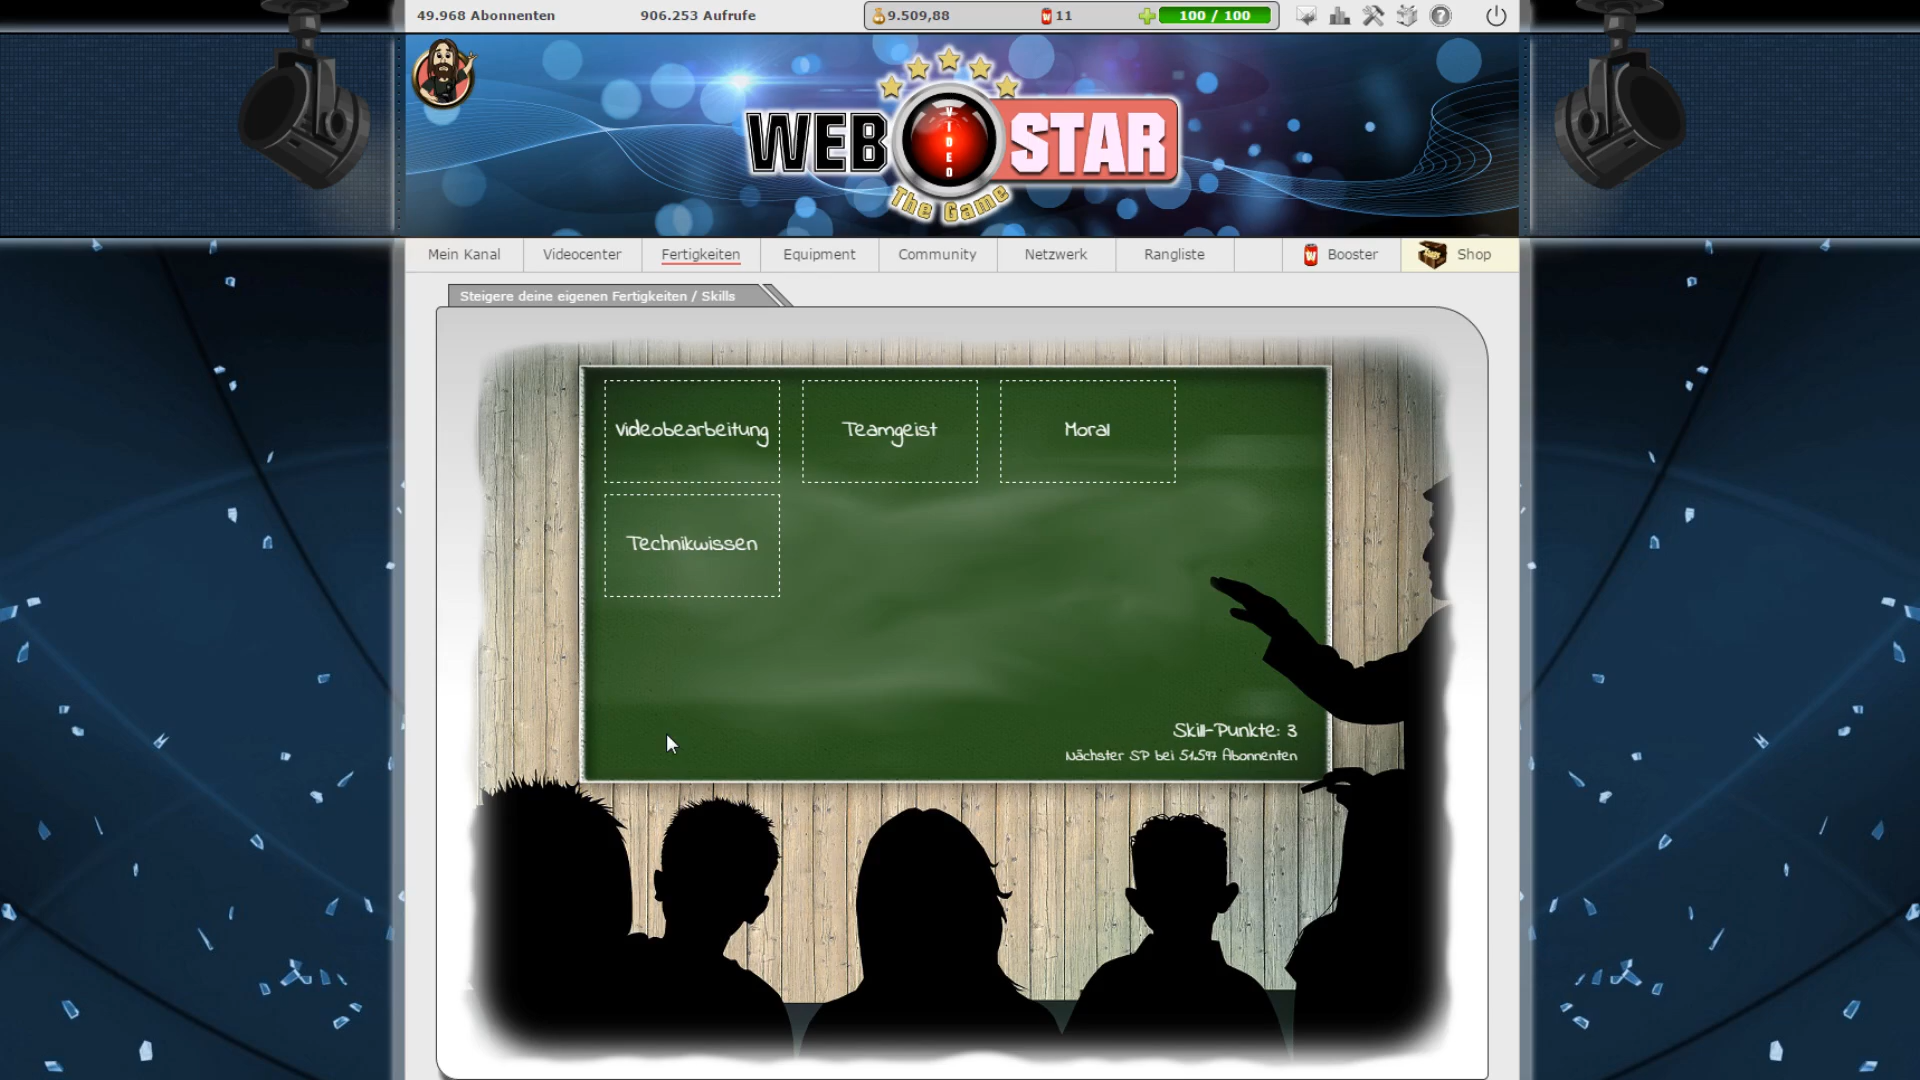 49.968 Abonnenten 906.253 Aufrufe 9.509,88 11 100 / 100
WEB VIDEO STAR
The Game
Mein Kanal Videocenter Fertigkeiten Equipment Community Netzwerk Rangliste Booster Shop
Steigere deine eigenen Fertigkeiten / Skills
Videobearbeitung Teamgeist Moral
Technikwissen
Skill-Punkte: 3
Nächster SP bei 51.597 Abonnenten